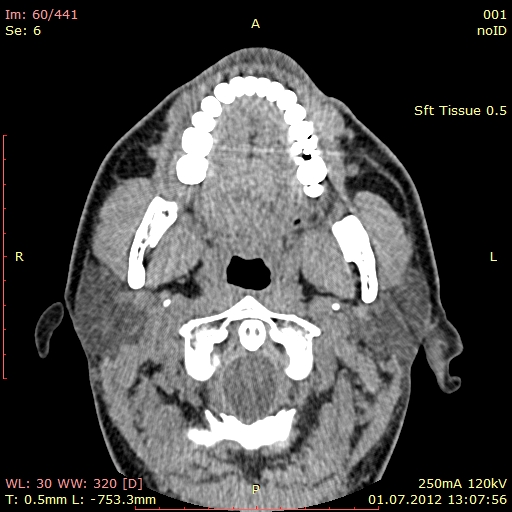 Im: 60/441
Se: 6
A
001
noID
Sft Tissue 0.5
R
L
WL: 30 WW: 320 [D]
T: 0.5mm L: -753.3mm
P
250mA 120kV
01.07.2012 13:07:56